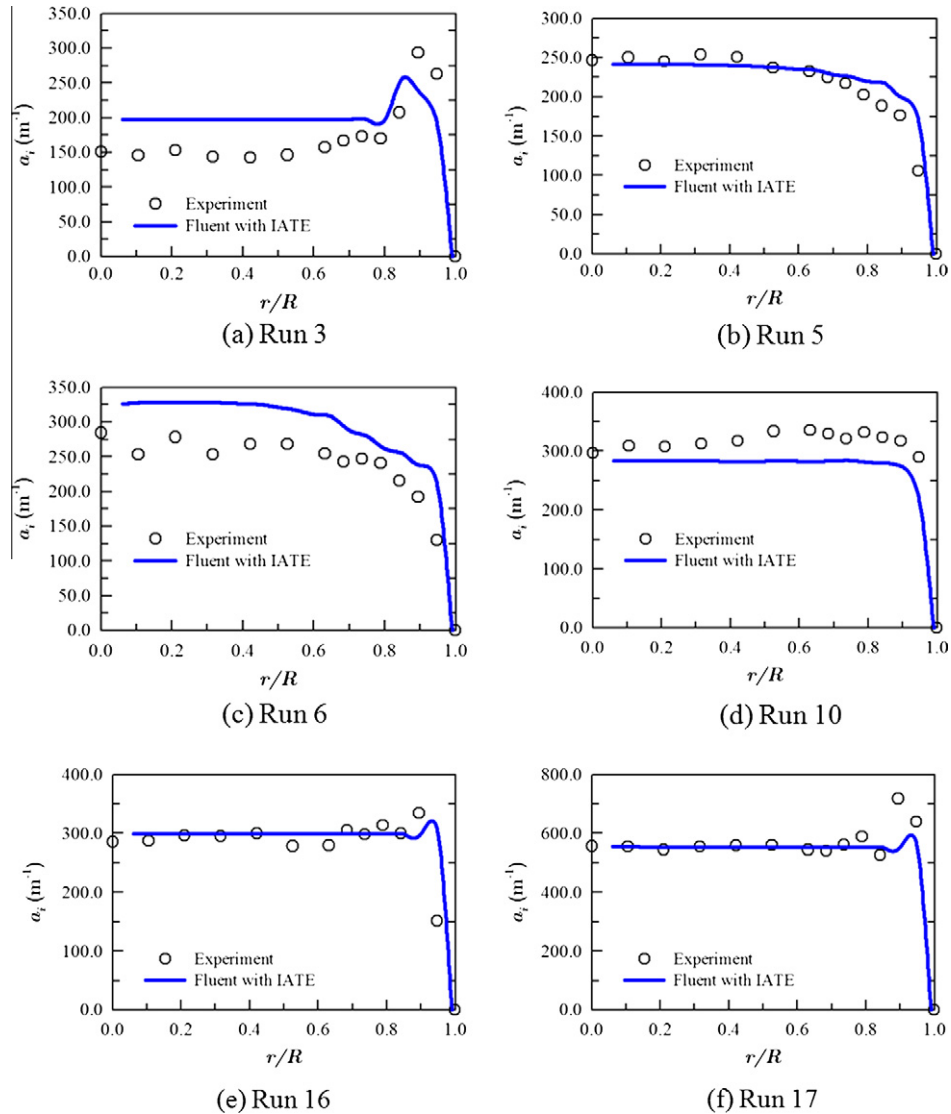 350.0
300.0
250.0
200.0
150.0
100.0
50.0
0.0
a_i (m⁻¹)
Experiment
Fluent with IATE
0.0 0.2 0.4 0.6 0.8 1.0
r/R
(a) Run 3
300.0
250.0
200.0
150.0
100.0
50.0
0.0
a_i (m⁻¹)
Experiment
Fluent with IATE
0.0 0.2 0.4 0.6 0.8 1.0
r/R
(b) Run 5
350.0
300.0
250.0
200.0
150.0
100.0
50.0
0.0
a_i (m⁻¹)
Experiment
Fluent with IATE
0.0 0.2 0.4 0.6 0.8 1.0
r/R
(c) Run 6
400.0
300.0
200.0
100.0
0.0
a_i (m⁻¹)
Experiment
Fluent with IATE
0.0 0.2 0.4 0.6 0.8 1.0
r/R
(d) Run 10
400.0
300.0
200.0
100.0
0.0
a_i (m⁻¹)
Experiment
Fluent with IATE
0.0 0.2 0.4 0.6 0.8 1.0
r/R
(e) Run 16
800.0
600.0
400.0
200.0
0.0
a_i (m⁻¹)
Experiment
Fluent with IATE
0.0 0.2 0.4 0.6 0.8 1.0
r/R
(f) Run 17